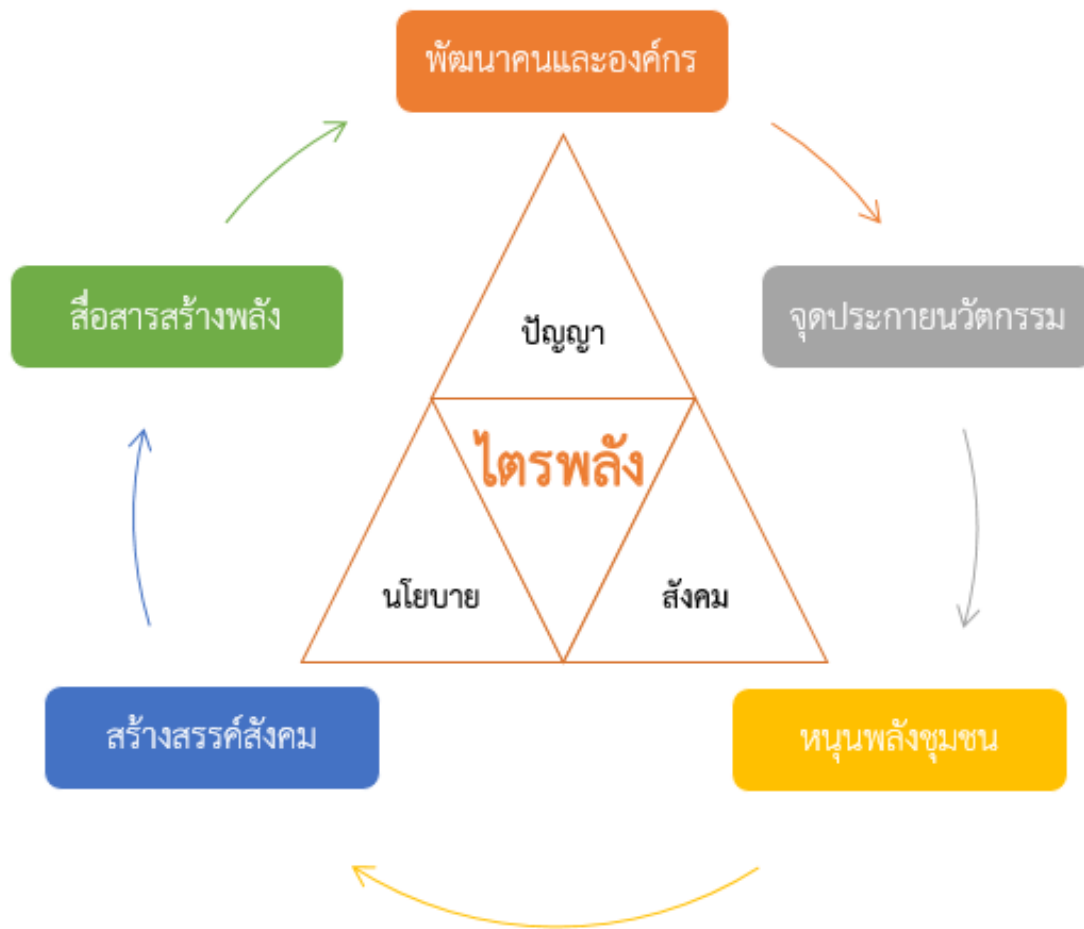 พัฒนาคนและองค์กร
สื่อสารสร้างพลัง
จุดประกายนวัตกรรม
ปัญญา
ไตรพลัง
นโยบาย
สังคม
สร้างสรรค์สังคม
หนุนพลังชุมชน